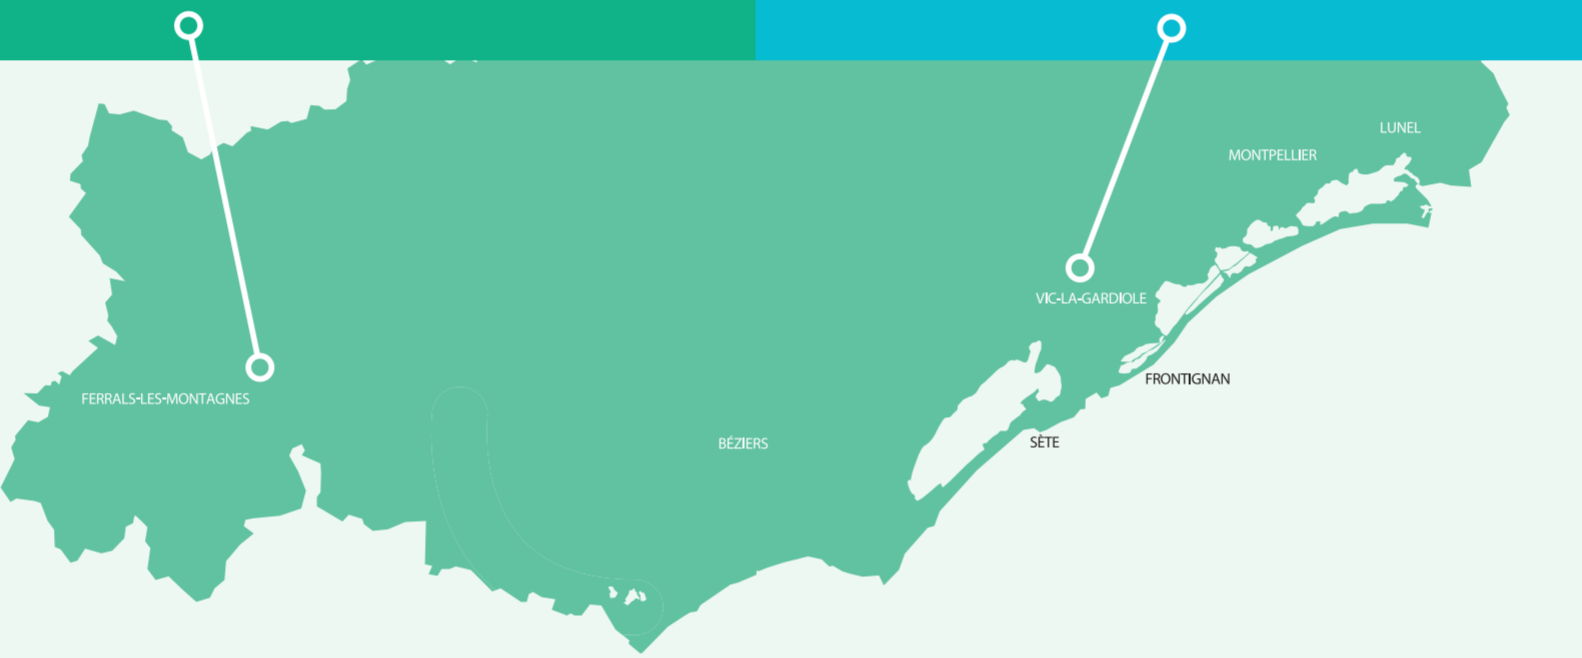 LUNEL
MONTPELLIER
VIC-LA-GARDIOLE
FRONTIGNAN
FERRALS-LES-MONTAGNES
BÉZIERS
SÈTE